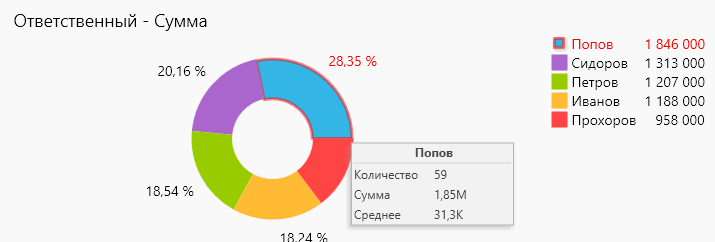 Ответственный - Сумма
28,35 %
20,16 %
18,54 %
18,24 %
Попов 1 846 000
Сидоров 1 313 000
Петров 1 207 000
Иванов 1 188 000
Прохоров 958 000
Попов
Количество 59
Сумма 1,85M
Среднее 31,3K